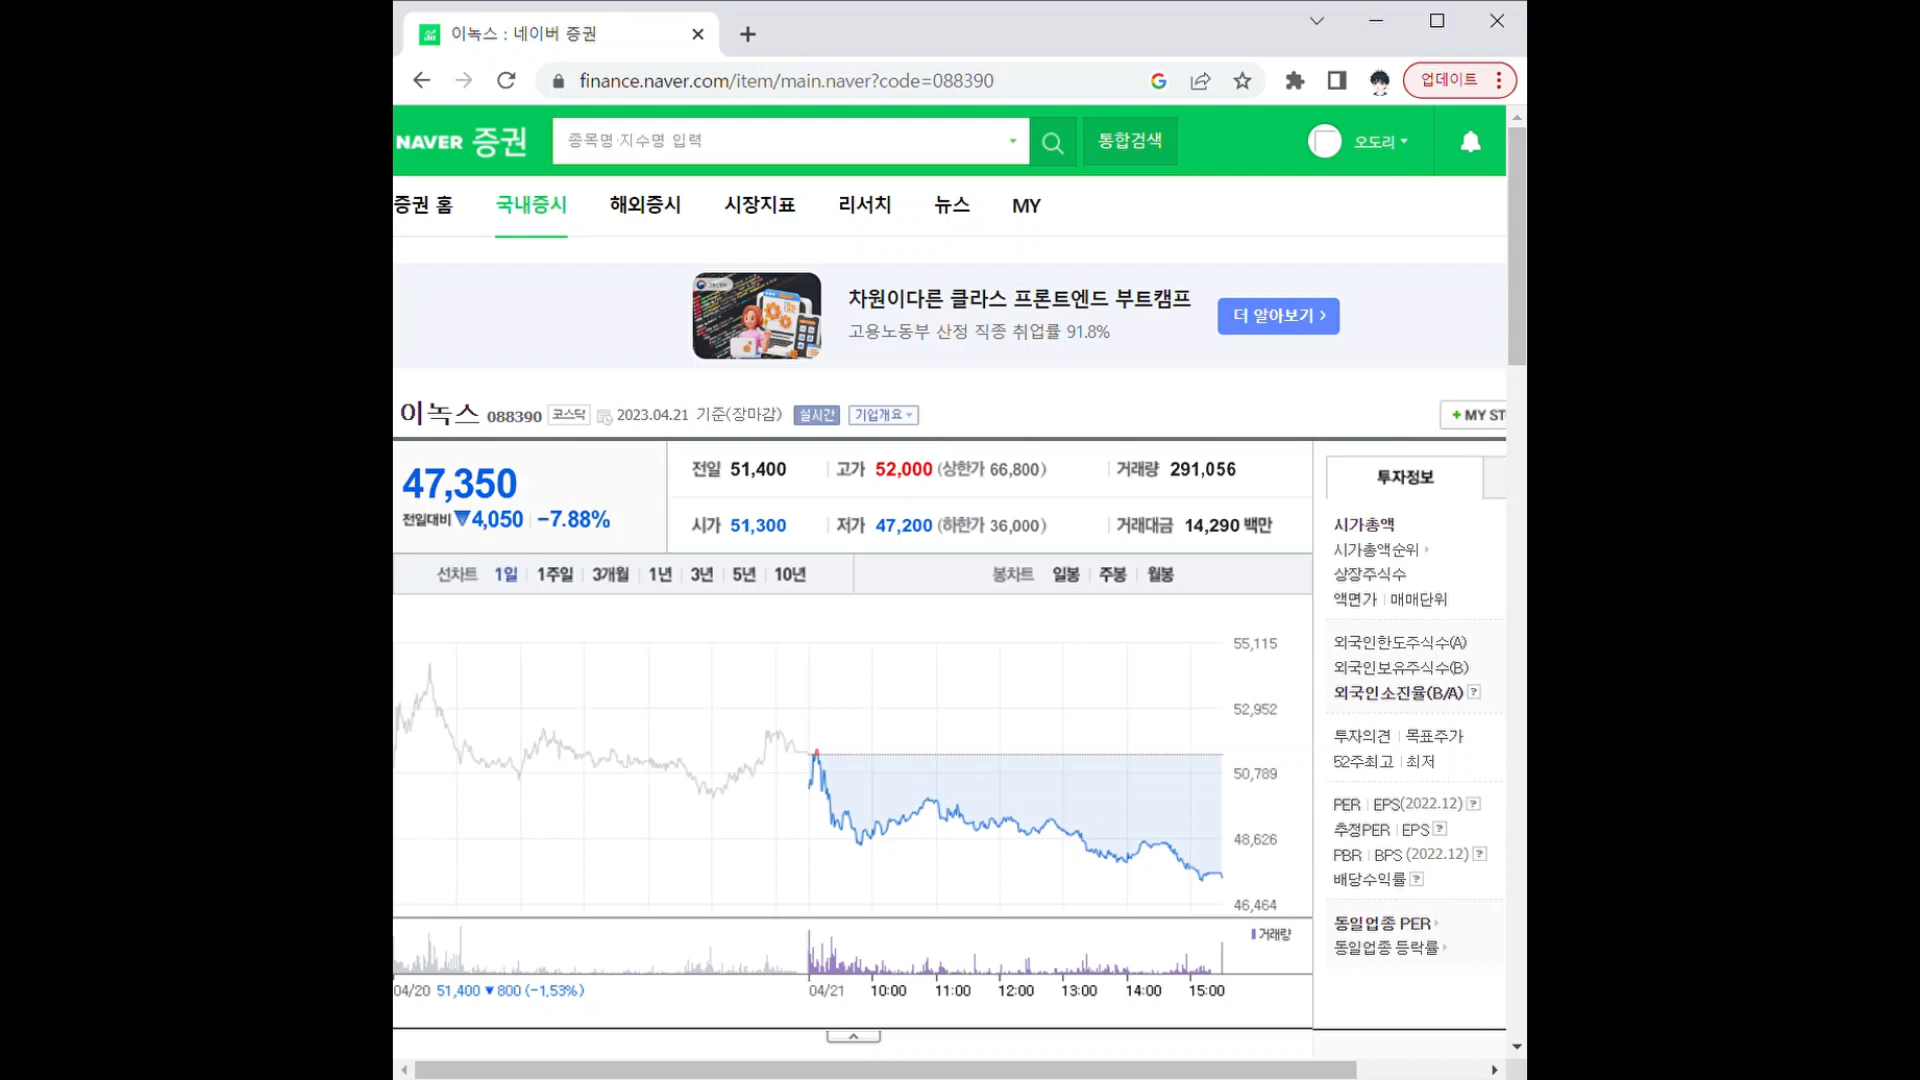 이녹스 : 네이버 증권
finance.naver.com/item/main.naver?code=088390
업데이트
NAVER 증권
종목명·지수명 입력
통합검색
오도리
증권 홈 국내증시 해외증시 시장지표 리서치 뉴스 MY
차원이다른 클라스 프론트엔드 부트캠프
고용노동부 산정 직종 취업률 91.8%
더 알아보기
이녹스 088390 코스닥 2023.04.21 기준(장마감) 실시간 기업개요
+ MY ST
47,350
전일대비 ▼4,050 -7.88%
전일 51,400 고가 52,000 (상한가 66,800) 거래량 291,056
시가 51,300 저가 47,200 (하한가 36,000) 거래대금 14,290 백만
선차트 1일 1주일 3개월 1년 3년 5년 10년 봉차트 일봉 주봉 월봉
55,115
52,952
50,789
48,626
46,464
거래량
04/20 51,400 ▼800 (-1,53%)
04/21 10:00 11:00 12:00 13:00 14:00 15:00
투자정보
시가총액
시가총액순위
상장주식수
액면가 | 매매단위
외국인한도주식수(A)
외국인보유주식수(B)
외국인소진율(B/A) ?
투자의견 | 목표주가
52주최고 | 최저
PER | EPS(2022.12) ?
추정PER | EPS ?
PBR | BPS (2022.12) ?
배당수익률 ?
동일업종 PER
동일업종 등락률